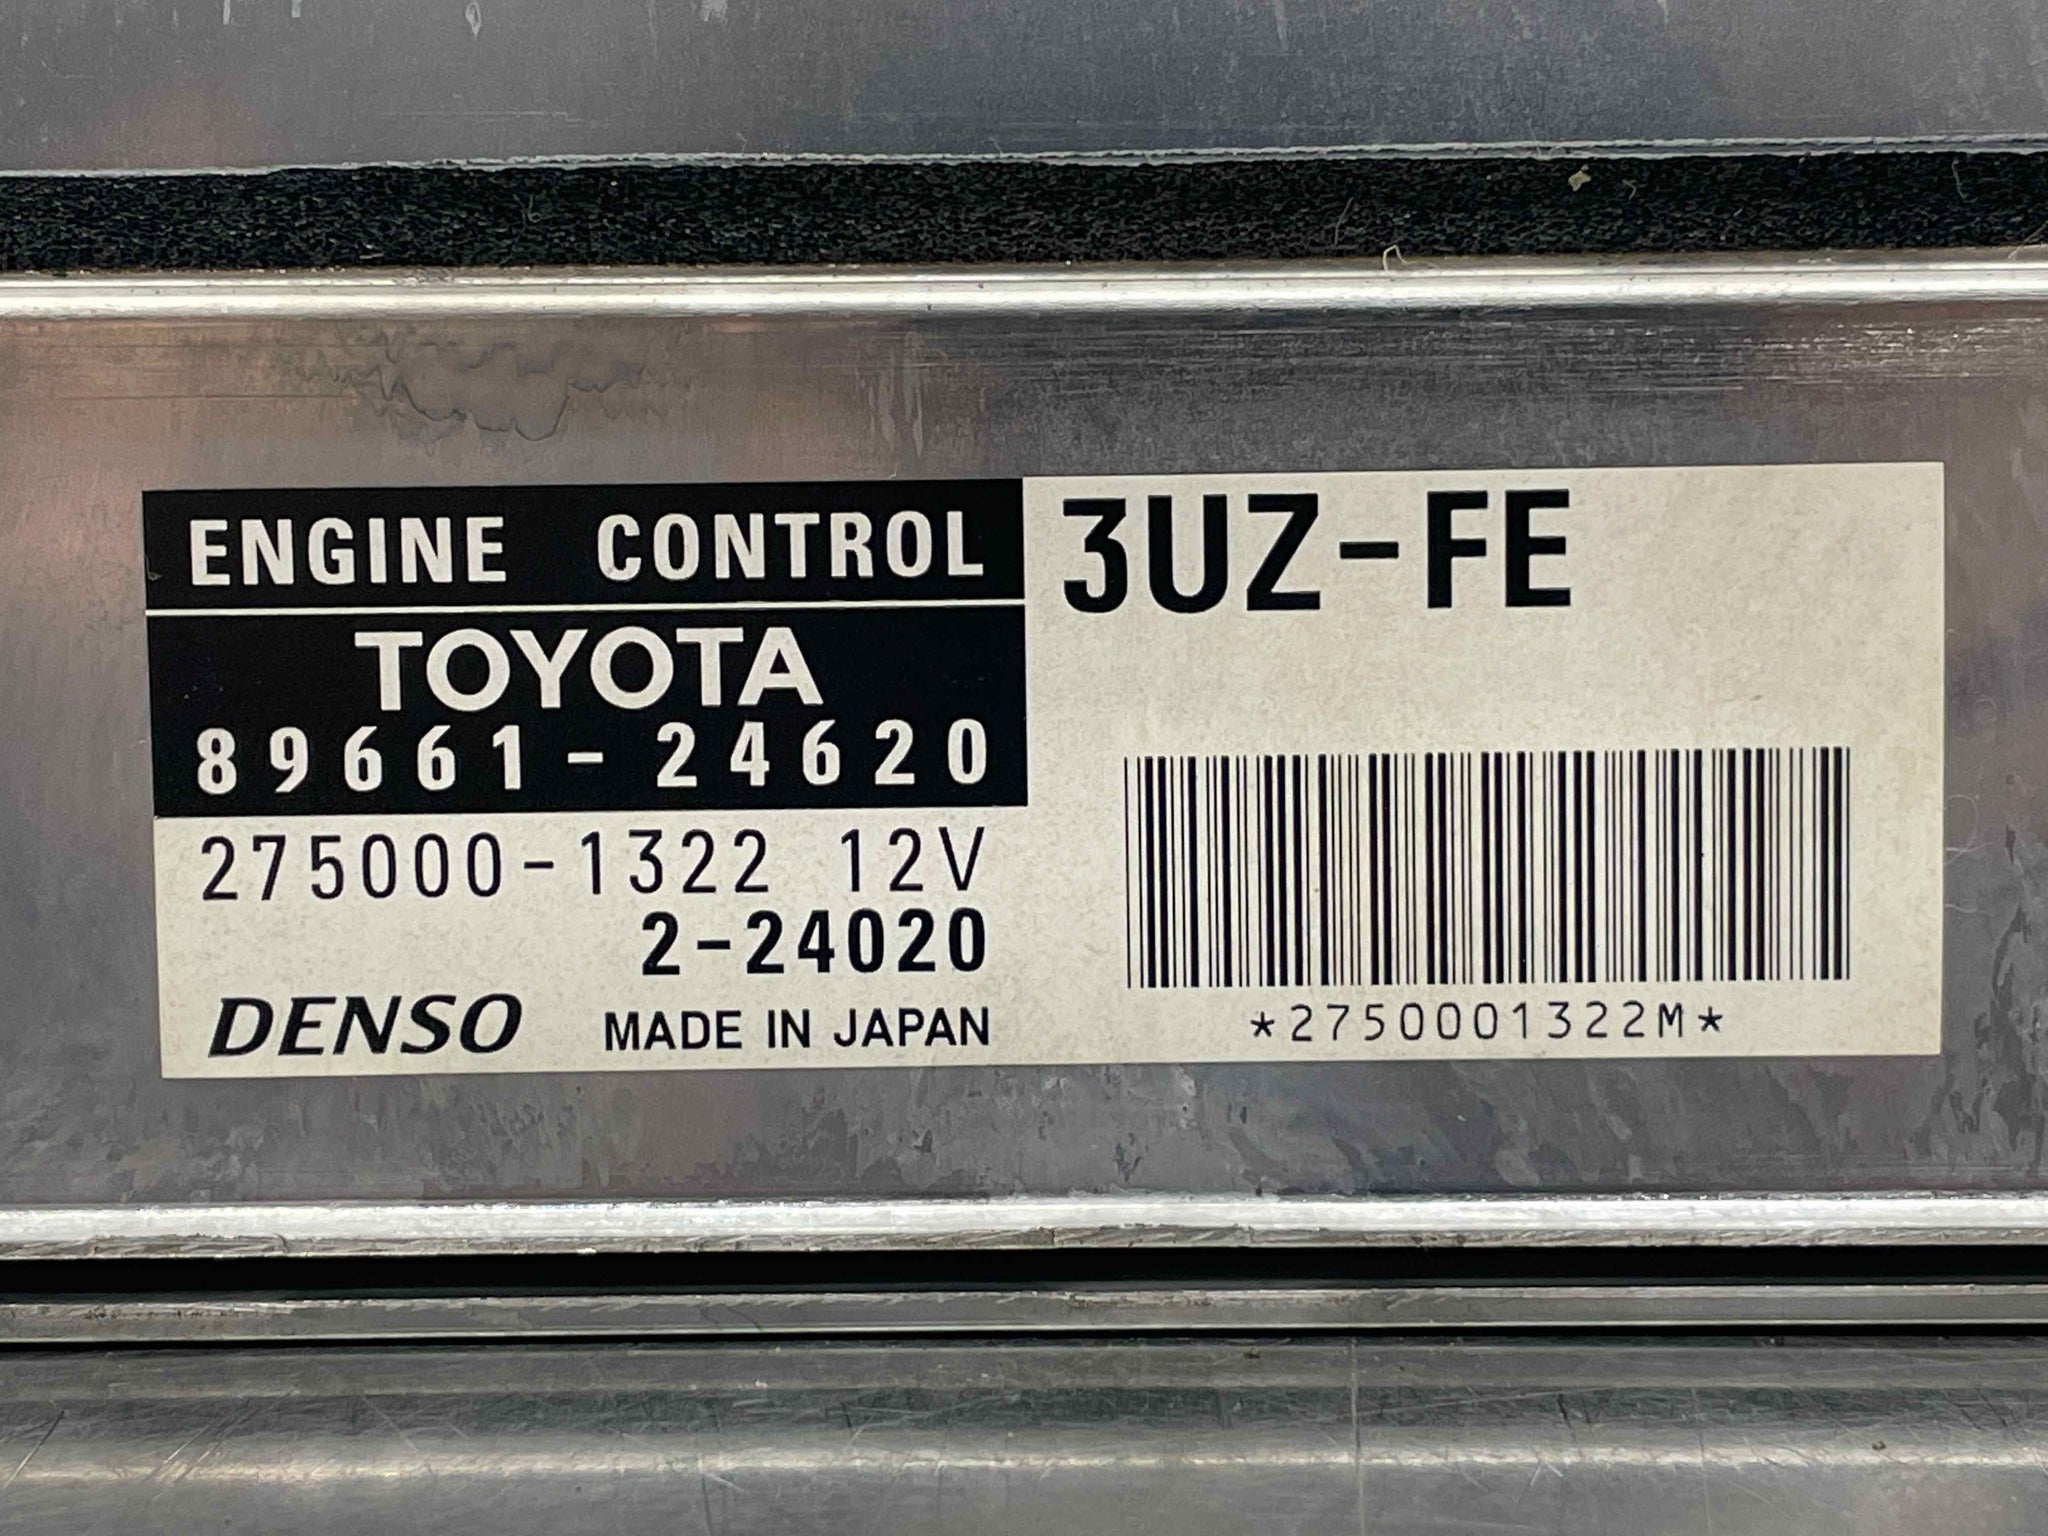 ENGINE CONTROL
TOYOTA
89661-24620
275000-1322 12V
2-24020
DENSO MADE IN JAPAN
3UZ-FE
*2750001322M*